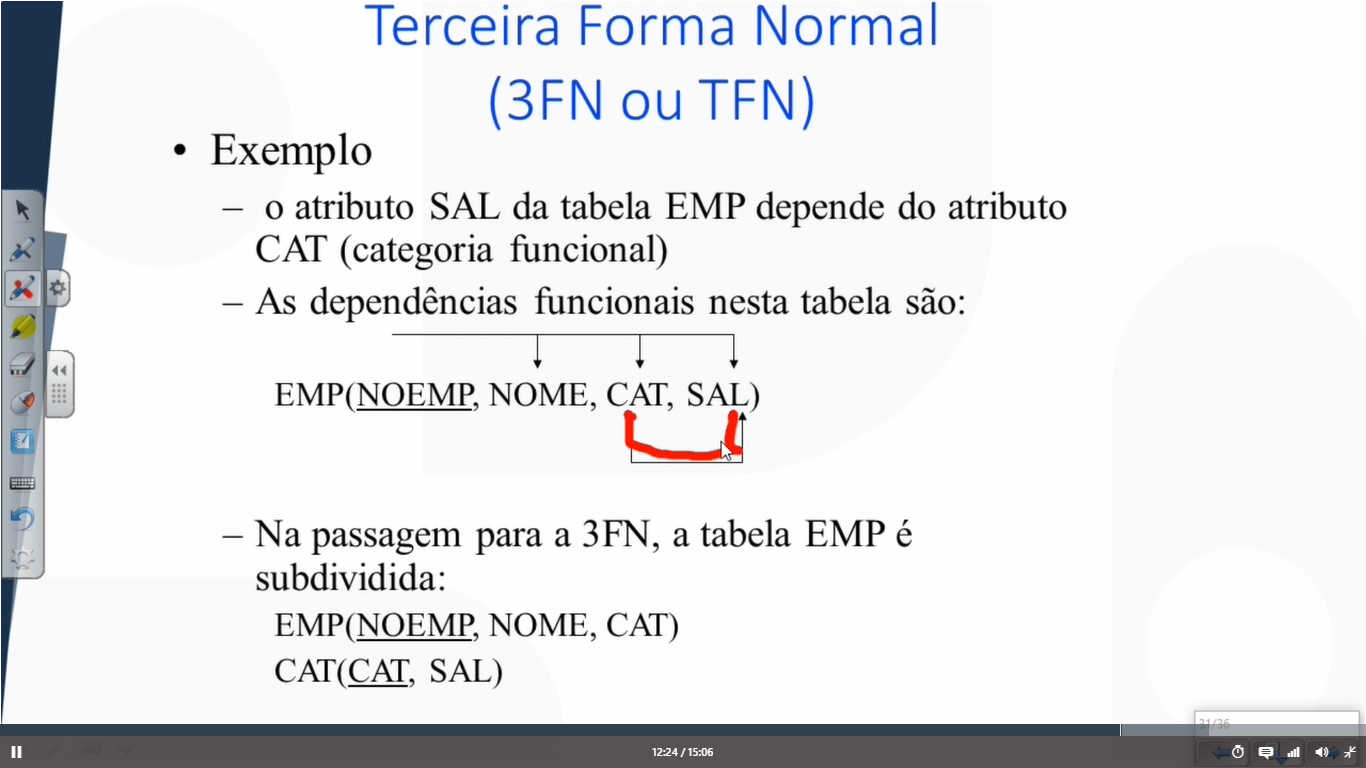 Terceira Forma Normal
(3FN ou TFN)
• Exemplo
– o atributo SAL da tabela EMP depende do atributo
CAT (categoria funcional)
– As dependências funcionais nesta tabela são:
EMP(NOEMP, NOME, CAT, SAL)
– Na passagem para a 3FN, a tabela EMP é
subdividida:
EMP(NOEMP, NOME, CAT)
CAT(CAT, SAL)
31/36
12:24 / 15:06